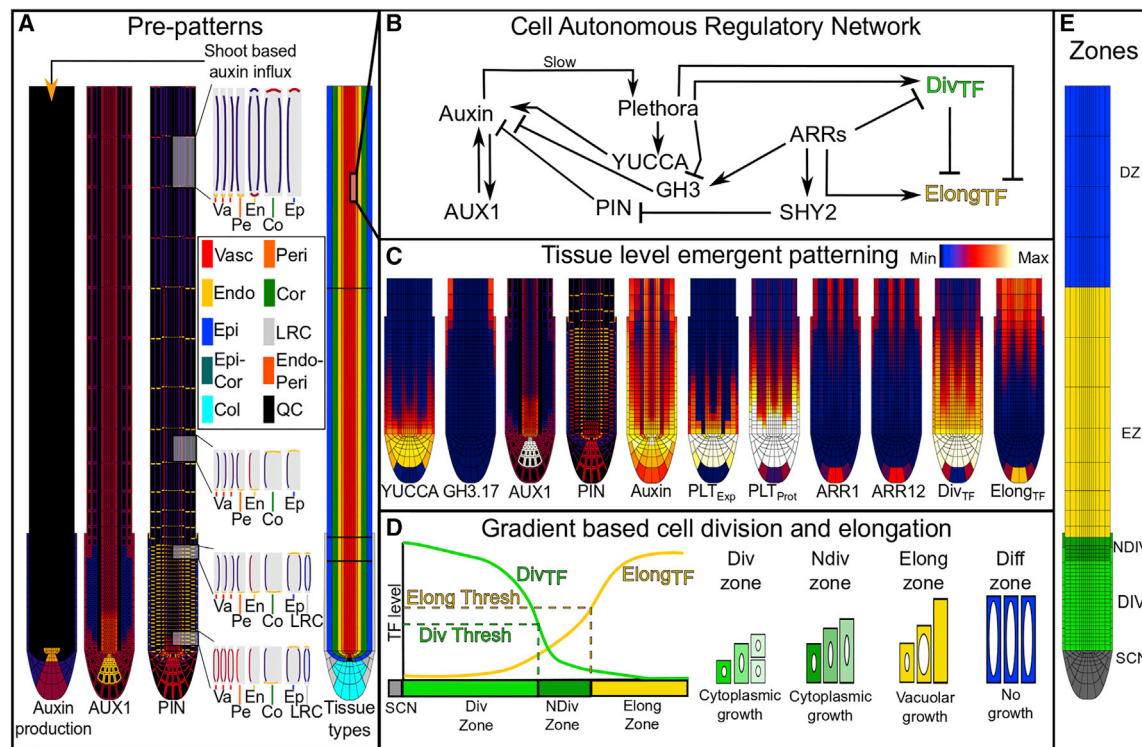 A
Pre-patterns
Shoot based
auxin influx
Va
Pe
En
Co
Ep
Vasc
Peri
Endo
Cor
Epi
LRC
Epi-
Cor
Endo-
Peri
Col
QC
Va
Pe
En
Co
Ep
Va
Pe
En
Co
Ep
LRC
Va
Pe
En
Co
Ep
LRC
Auxin
production
AUX1
PIN
Tissue
types
B
Cell Autonomous Regulatory Network
Slow
Auxin
Plethora
DivTF
ARRs
YUCCA
GH3
ElongTF
AUX1
PIN
SHY2
C
Tissue level emergent patterning
Min
Max
YUCCA
GH3.17
AUX1
PIN
Auxin
PLTExp
PLTProt
ARR1
ARR12
DivTF
ElongTF
D
Gradient based cell division and elongation
TF level
DivTF
ElongTF
Elong Thresh
Div Thresh
SCN
Div
Zone
NDiv
Zone
Elong
Zone
Div
zone
Ndiv
zone
Elong
zone
Diff
zone
Cytoplasmic
growth
Cytoplasmic
growth
Vacuolar
growth
No
growth
E
Zones
DZ
EZ
NDIV
DIV
SCN